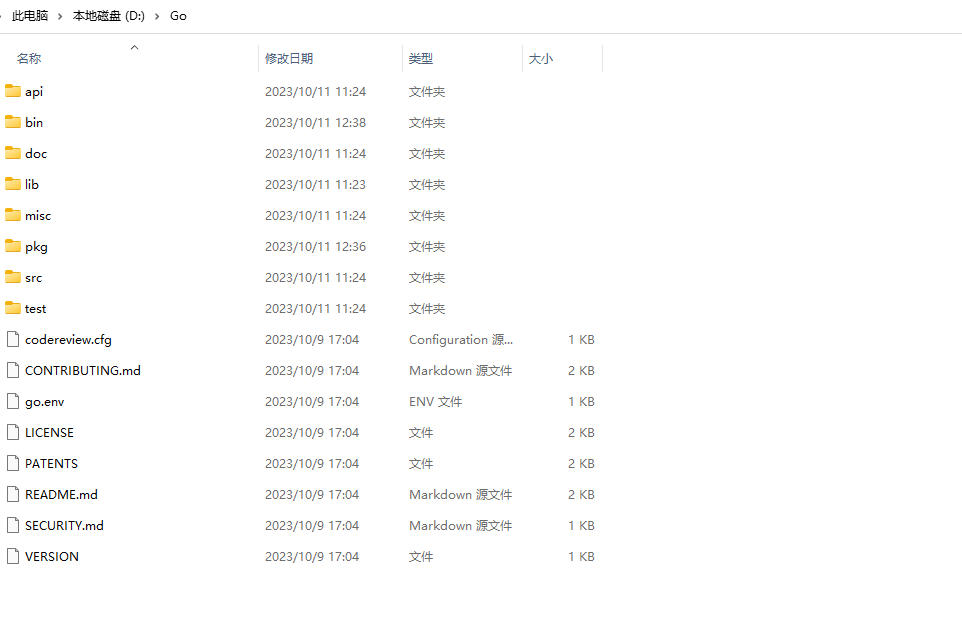 此电脑 › 本地磁盘 (D:) › Go
名称 修改日期 类型 大小
api 2023/10/11 11:24 文件夹
bin 2023/10/11 12:38 文件夹
doc 2023/10/11 11:24 文件夹
lib 2023/10/11 11:23 文件夹
misc 2023/10/11 11:24 文件夹
pkg 2023/10/11 12:36 文件夹
src 2023/10/11 11:24 文件夹
test 2023/10/11 11:24 文件夹
codereview.cfg 2023/10/9 17:04 Configuration 源... 1 KB
CONTRIBUTING.md 2023/10/9 17:04 Markdown 源文件 2 KB
go.env 2023/10/9 17:04 ENV 文件 1 KB
LICENSE 2023/10/9 17:04 文件 2 KB
PATENTS 2023/10/9 17:04 文件 2 KB
README.md 2023/10/9 17:04 Markdown 源文件 2 KB
SECURITY.md 2023/10/9 17:04 Markdown 源文件 1 KB
VERSION 2023/10/9 17:04 文件 1 KB